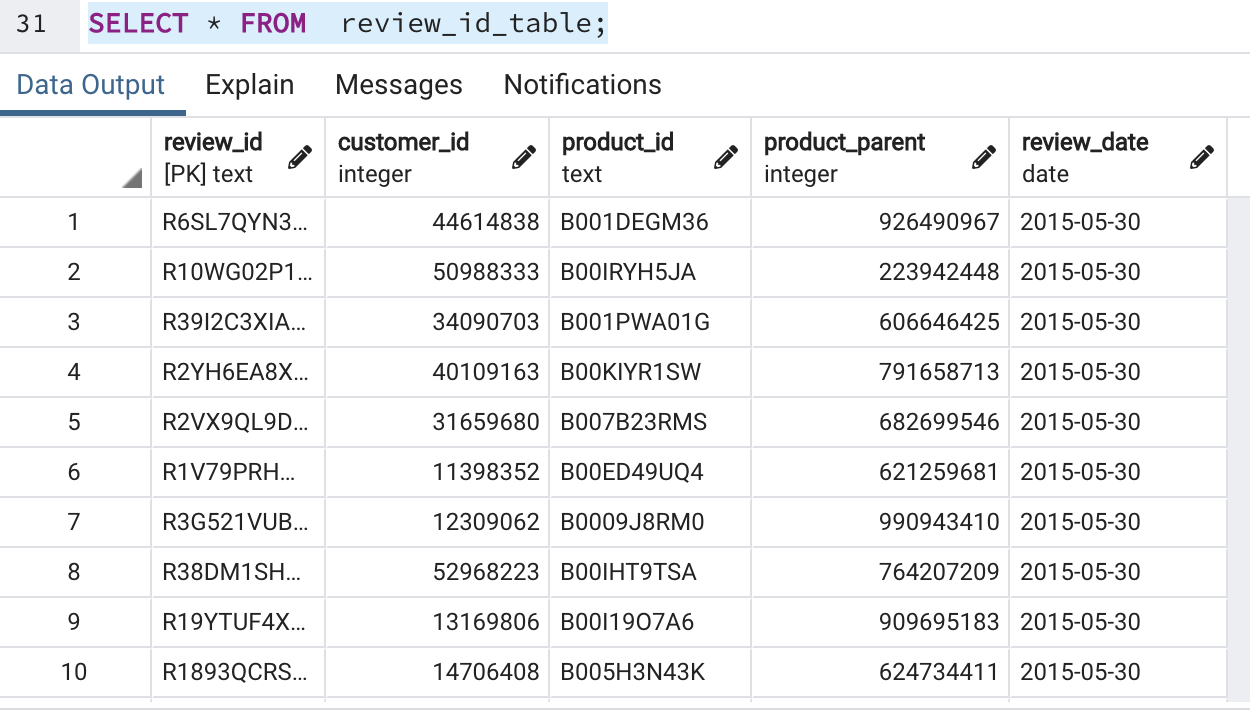 31 SELECT * FROM  review_id_table;
Data Output Explain Messages Notifications
review_id customer_id product_id product_parent review_date
[PK] text integer text integer date
1 R6SL7QYN3... 44614838 B001DEGM36 926490967 2015-05-30
2 R10WG02P1... 50988333 B00IRYH5JA 223942448 2015-05-30
3 R39I2C3XIA... 34090703 B001PWA01G 606646425 2015-05-30
4 R2YH6EA8X... 40109163 B00KIYR1SW 791658713 2015-05-30
5 R2VX9QL9D... 31659680 B007B23RMS 682699546 2015-05-30
6 R1V79PRH... 11398352 B00ED49UQ4 621259681 2015-05-30
7 R3G521VUB... 12309062 B0009J8RM0 990943410 2015-05-30
8 R38DM1SH... 52968223 B00IHT9TSA 764207209 2015-05-30
9 R19YTUF4X... 13169806 B00I19O7A6 909695183 2015-05-30
10 R1893QCRS... 14706408 B005H3N43K 624734411 2015-05-30